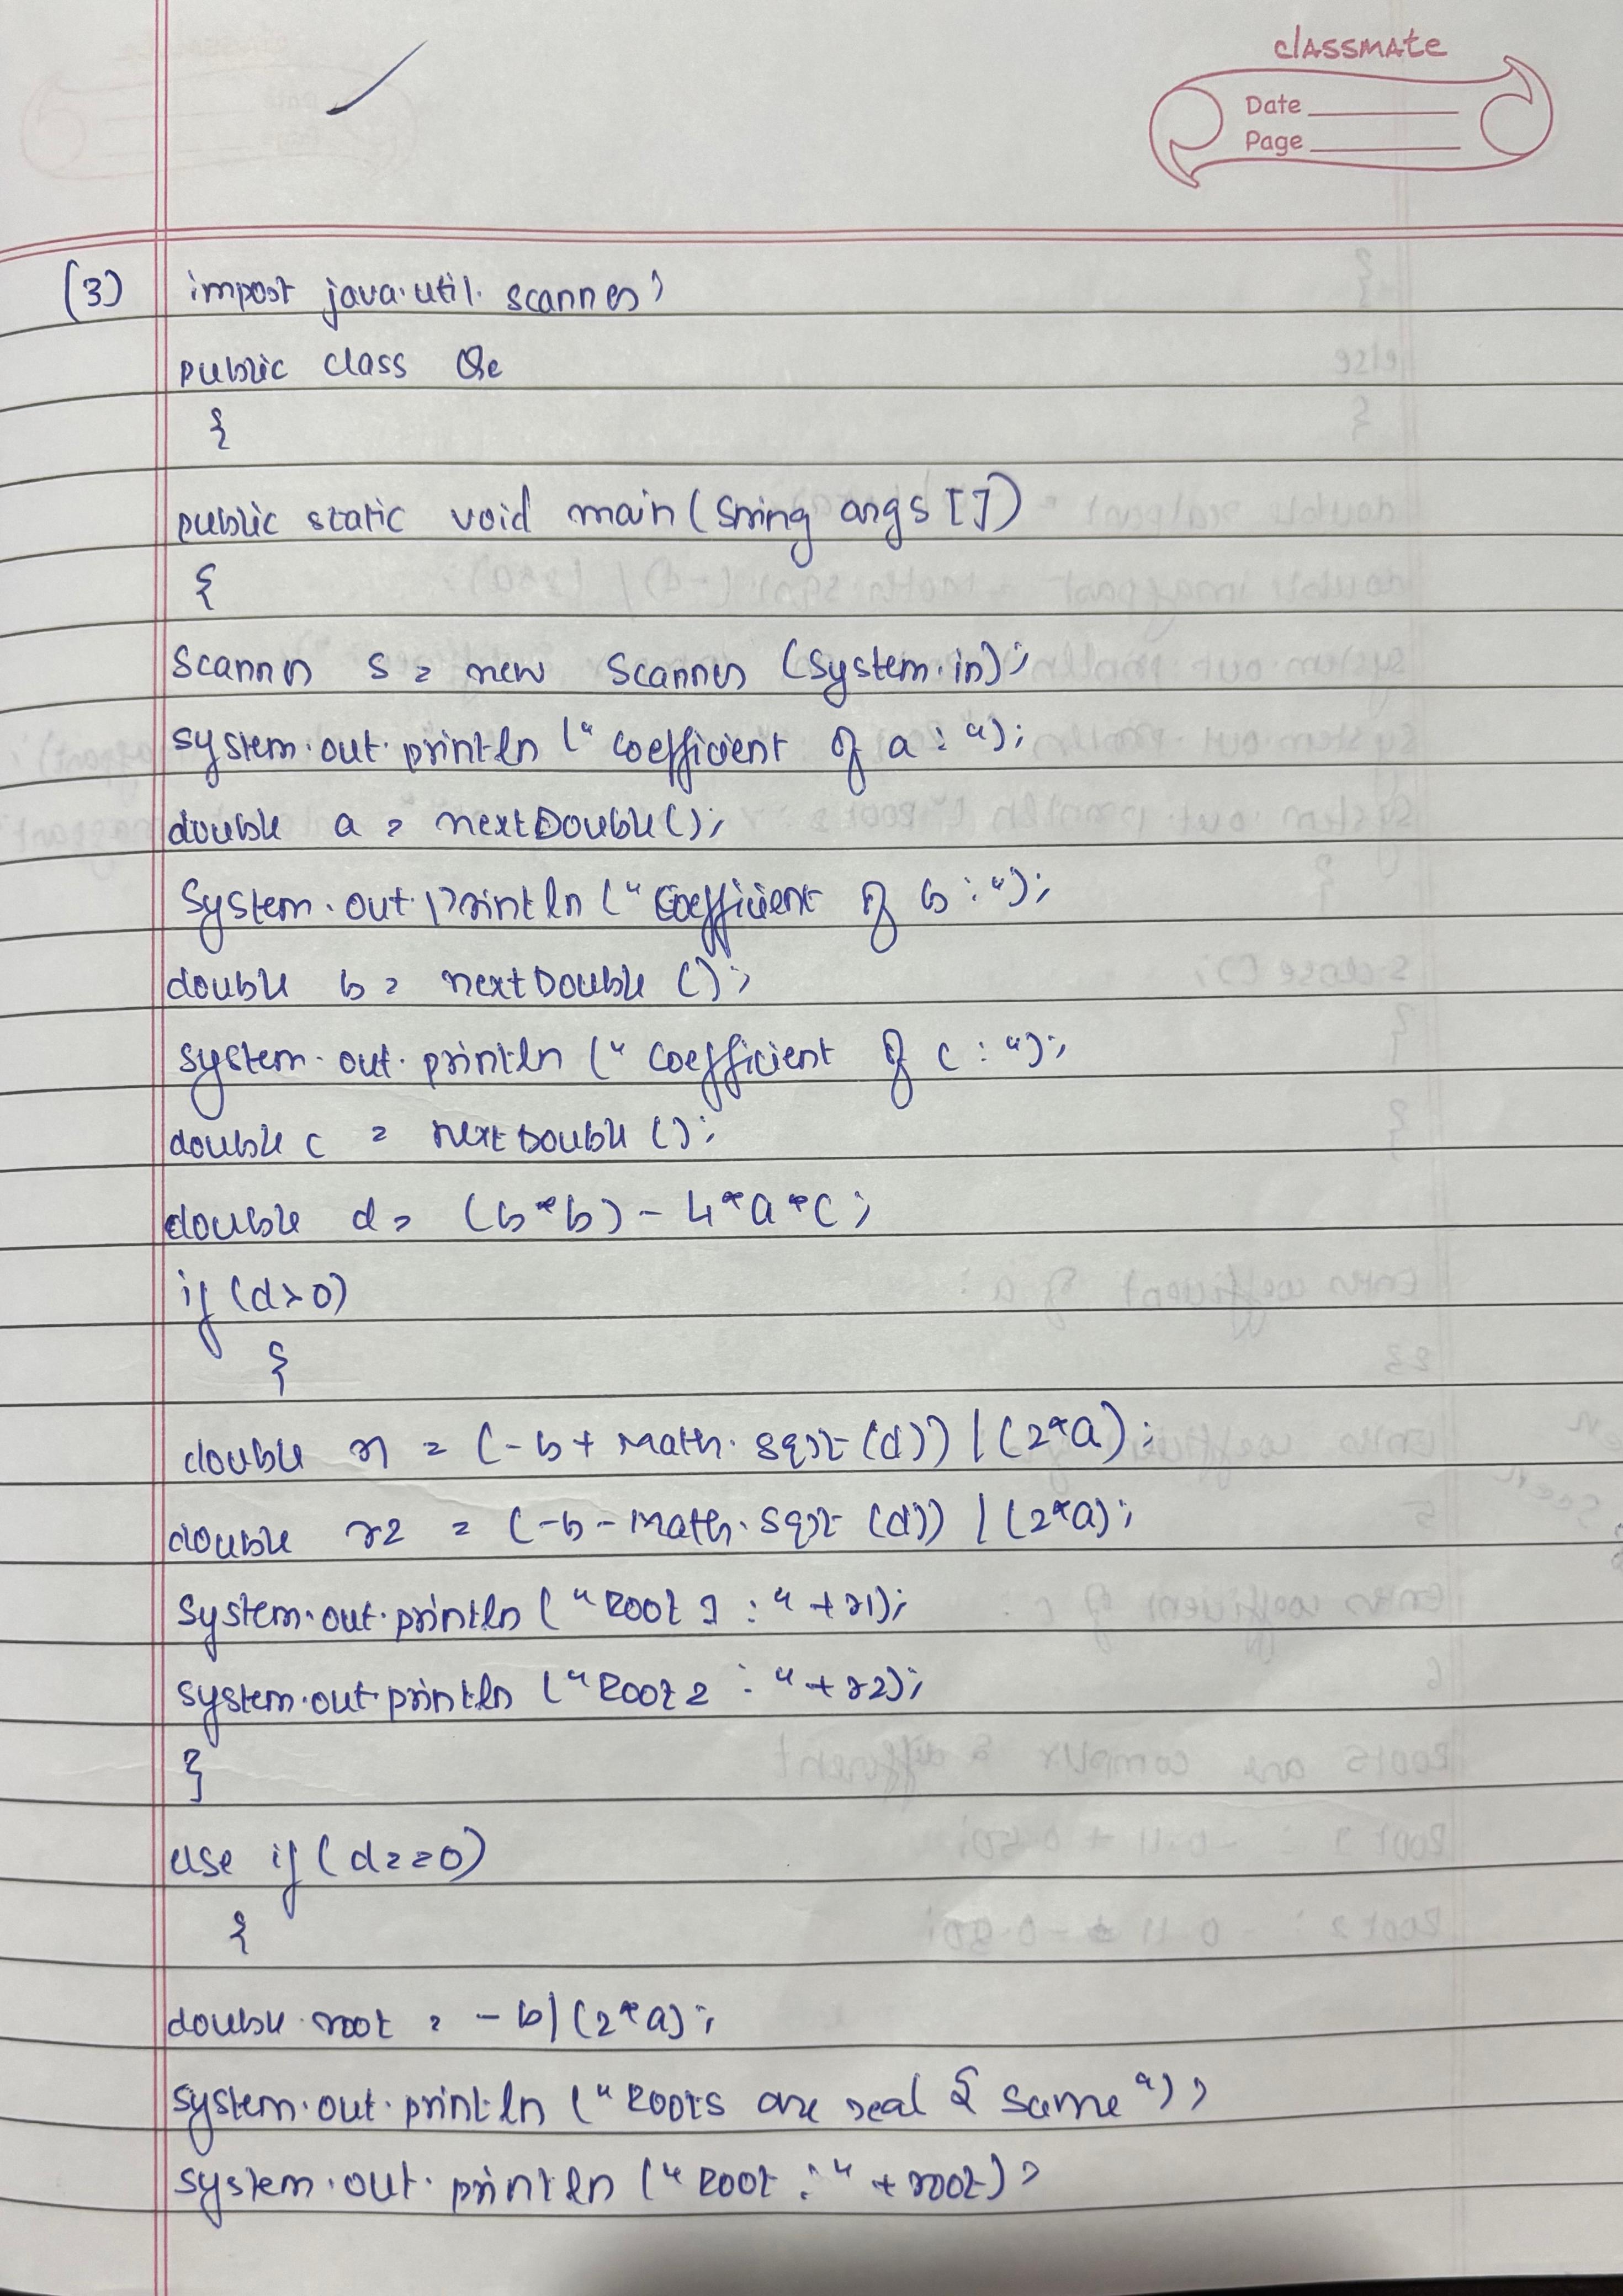 classmate
Date
Page
(3) import java.util.scanner;
public class Qe
{
public static void main(String args[])
{
Scanner s = new Scanner (System.in);
system.out.println ("coefficient of a : ");
double a = nextDouble();
System.out.println ("Coefficient of b : ");
double b = nextDouble ();
system.out.println ("coefficient of c : ");
double c = nextDouble ();
double d = (b*b) - 4*a*c;
if (d>0)
{
double r1 = (-b + Math.sqrt (d)) / (2*a);
double r2 = (-b - Math.sqrt (d)) / (2*a);
System.out.println ("Root 1 : " + r1);
system.out.println ("Root 2 : " + r2);
}
else if (d==0)
{
double root = -b/(2*a);
system.out.println ("Roots are real & same");
system.out.println ("Root : " + root);